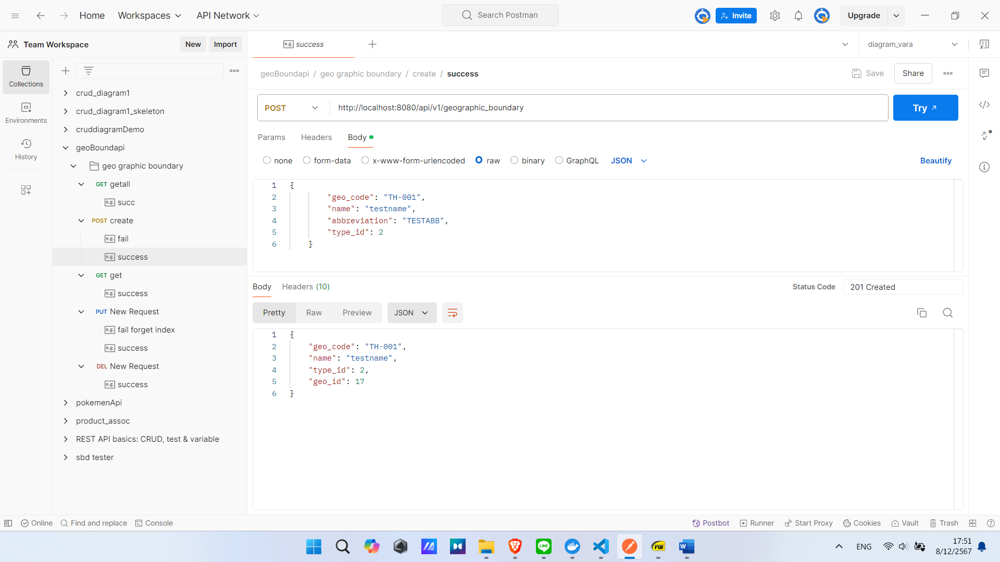 Home Workspaces API Network Search Postman Invite Upgrade
Team Workspace New Import e.g. success diagram_vara
Collections
Environments
History
crud_diagram1
crud_diagram1_skeleton
cruddiagramDemo
geoBoundapi
geo graphic boundary
GET getall
e.g. succ
POST create
e.g. fail
e.g. success
GET get
e.g. success
PUT New Request
e.g. fail forget index
e.g. success
DEL New Request
e.g. success
pokemenApi
product_assoc
REST API basics: CRUD, test & variable
sbd tester
geoBoundapi / geo graphic boundary / create / success Save Share
POST http://localhost:8080/api/v1/geographic_boundary Try
Params Headers Body
none form-data x-www-form-urlencoded raw binary GraphQL JSON Beautify
1 {
2 "geo_code": "TH-001",
3 "name": "testname",
4 "abbreviation": "TESTABB",
5 "type_id": 2
6 }
Body Headers (10) Status Code 201 Created
Pretty Raw Preview JSON
1 {
2 "geo_code": "TH-001",
3 "name": "testname",
4 "type_id": 2,
5 "geo_id": 17
6 }
Online Find and replace Console Postbot Runner Start Proxy Cookies Vault Trash
LINE PDF W ENG 17:51
8/12/2567